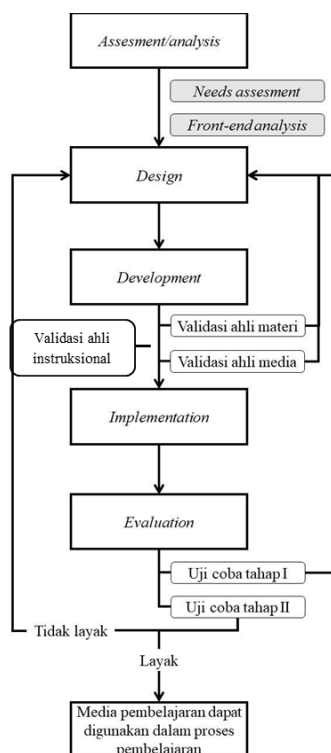 Assesment/analysis
Needs assesment
Front-end analysis
Design
Development
Validasi ahli
instruksional
Validasi ahli materi
Validasi ahli media
Implementation
Evaluation
Uji coba tahap I
Uji coba tahap II
Tidak layak
Layak
Media pembelajaran dapat
digunakan dalam proses
pembelajaran